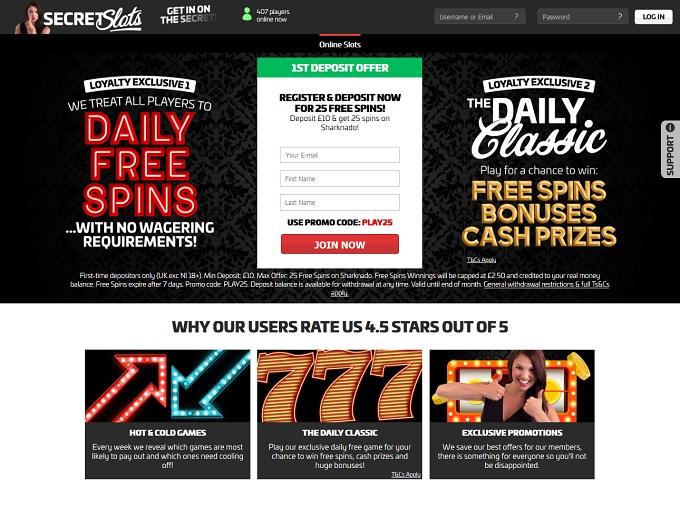 SECRETSlots
GET IN ON
THE SECRET!
407 players
online now
Username or Email ?
Password ?
LOG IN
Online Slots
LOYALTY EXCLUSIVE 1
WE TREAT ALL PLAYERS TO
DAILY
FREE
SPINS
...WITH NO WAGERING
REQUIREMENTS!
1ST DEPOSIT OFFER
REGISTER & DEPOSIT NOW
FOR 25 FREE SPINS!
Deposit £10 & get 25 spins on
Sharknado!
Your E-mail
First Name
Last Name
USE PROMO CODE: PLAY25
JOIN NOW
LOYALTY EXCLUSIVE 2
THE DAILY
Classic
Play for a chance to win:
FREE SPINS
BONUSES
CASH PRIZES
T&Cs Apply
SUPPORT
First-time depositors only (UK exc NI 18+). Min Deposit: £10. Max Offer: 25 Free Spins on Sharknado. Free Spins Winnings will be capped at £2.50 and credited to your real money
balance. Free Spins expire after 7 days. Promo code: PLAY25. Deposit balance is available for withdrawal at any time. Valid until end of month. General withdrawal restrictions & full Ts&Cs
apply.
WHY OUR USERS RATE US 4.5 STARS OUT OF 5
777
HOT & COLD GAMES
Every week we reveal which games are most
likely to pay out and which ones need cooling
off!
THE DAILY CLASSIC
Play our exclusive daily free game for your
chance to win free spins, cash prizes and
huge bonuses!
T&Cs Apply
EXCLUSIVE PROMOTIONS
We save our best offers for our members,
there is something for everyone so you'll not
be disappointed.